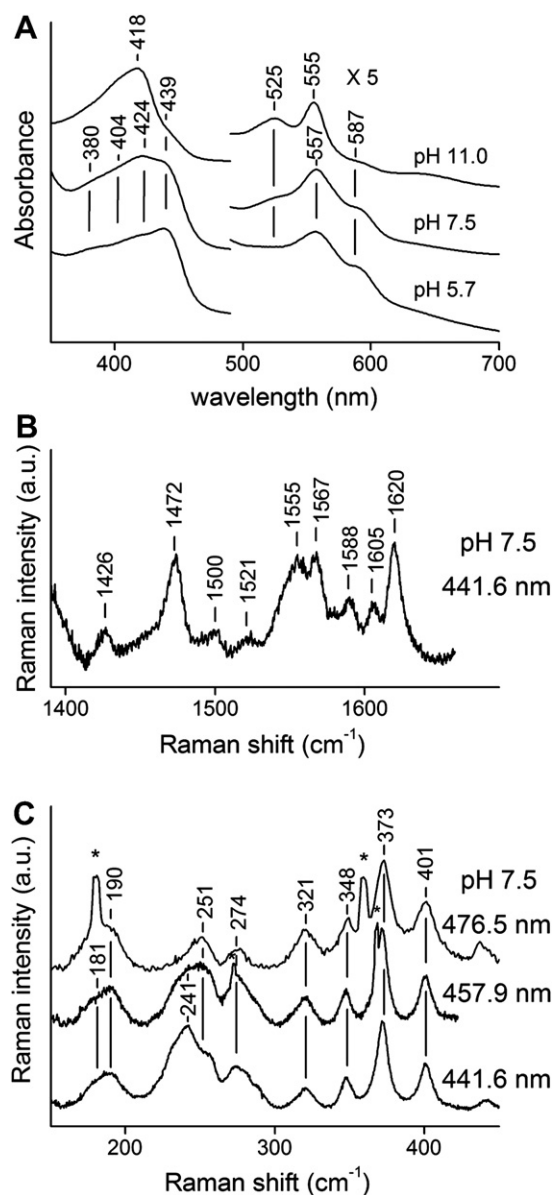 A
Absorbance
418
439
424
404
380
525
555
X 5
587
557
pH 11.0
pH 7.5
pH 5.7
400
500
600
700
wavelength (nm)
B
Raman intensity (a.u.)
1426
1472
1500
1521
1555
1567
1588
1605
1620
pH 7.5
441.6 nm
1400
1500
1600
Raman shift (cm-1)
C
Raman intensity (a.u.)
*
190
181
241
251
*
274
321
348
*
*
373
401
pH 7.5
476.5 nm
457.9 nm
441.6 nm
200
300
400
Raman shift (cm-1)